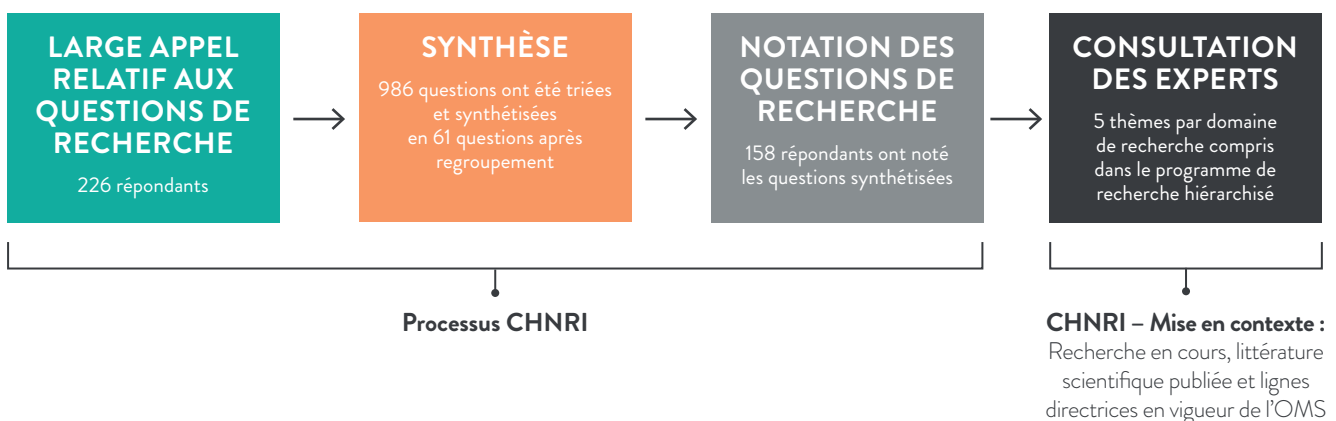 LARGE APPEL
RELATIF AUX
QUESTIONS DE
RECHERCHE
226 répondants
SYNTHÈSE
986 questions ont été triées
et synthétisées
en 61 questions après
regroupement
NOTATION DES
QUESTIONS DE
RECHERCHE
158 répondants ont noté
les questions synthétisées
CONSULTATION
DES EXPERTS
5 thèmes par domaine
de recherche compris
dans le programme de
recherche hiérarchisé
Processus CHNRI
CHNRI – Mise en contexte :
Recherche en cours, littérature
scientifique publiée et lignes
directrices en vigueur de l’OMS